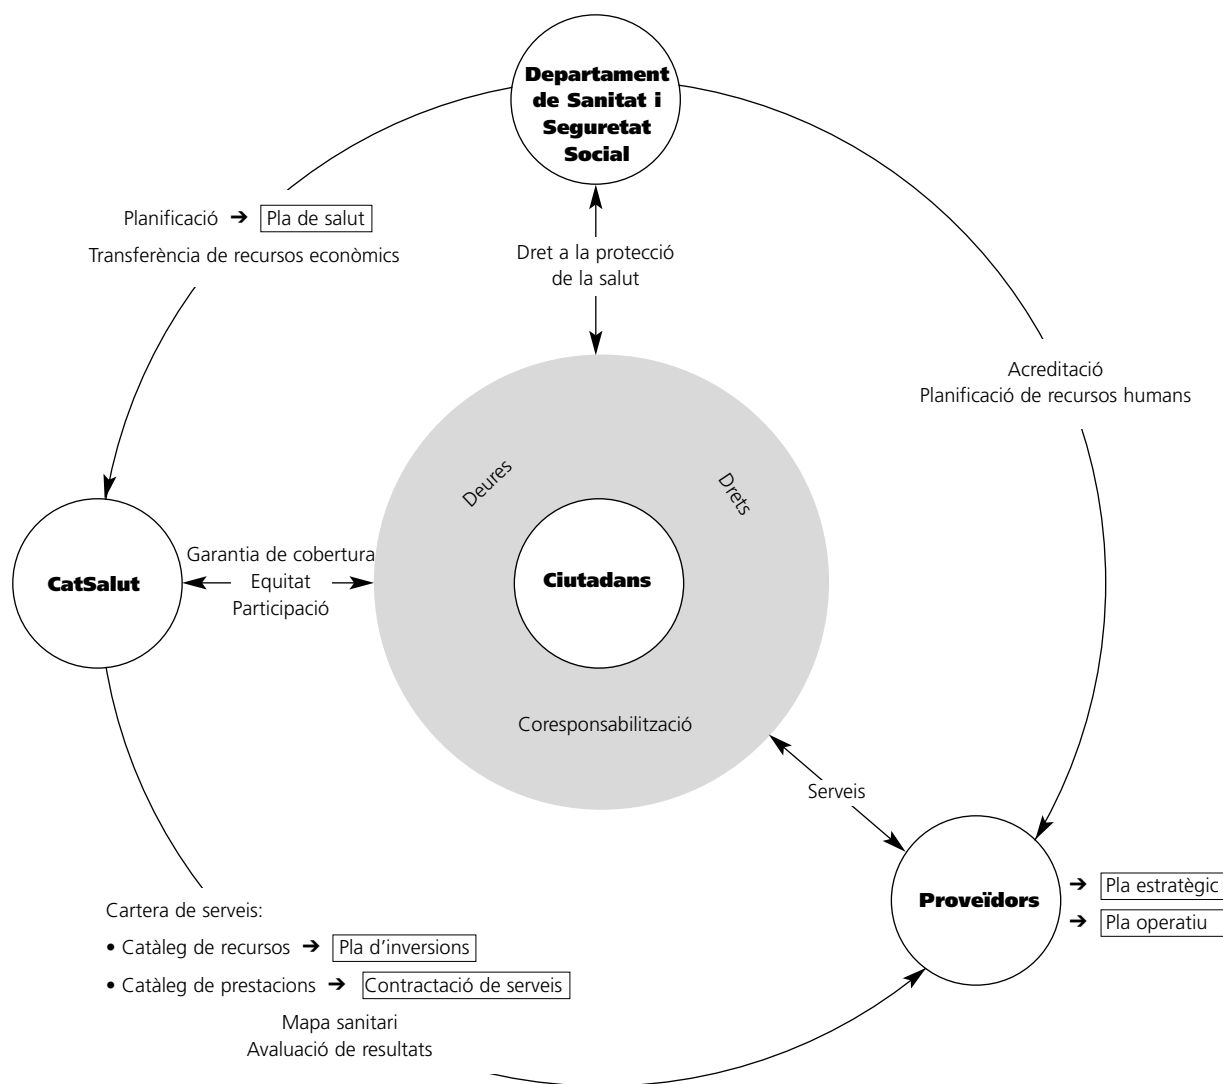 Departament
de Sanitat i
Seguretat
Social
Planificació ➔ Pla de salut
Transferència de recursos econòmics
Dret a la protecció
de la salut
Acreditació
Planificació de recursos humans
Deures
Drets
CatSalut
Garantia de cobertura
Equitat
Participació
Ciutadans
Coresponsabilització
Serveis
Proveïdors
➔ Pla estratègic
➔ Pla operatiu
Cartera de serveis:
• Catàleg de recursos ➔ Pla d’inversions
• Catàleg de prestacions ➔ Contractació de serveis
Mapa sanitari
Avaluació de resultats